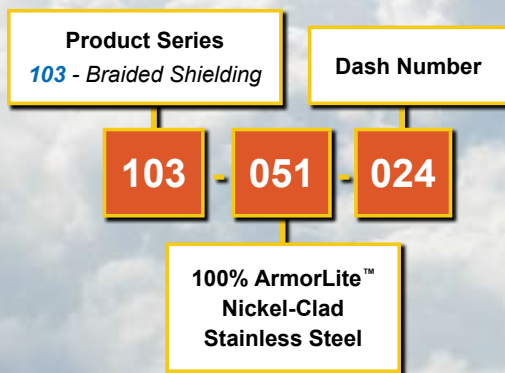 Product Series
103 - Braided Shielding
Dash Number
103 - 051 - 024
100% ArmorLite™
Nickel-Clad
Stainless Steel